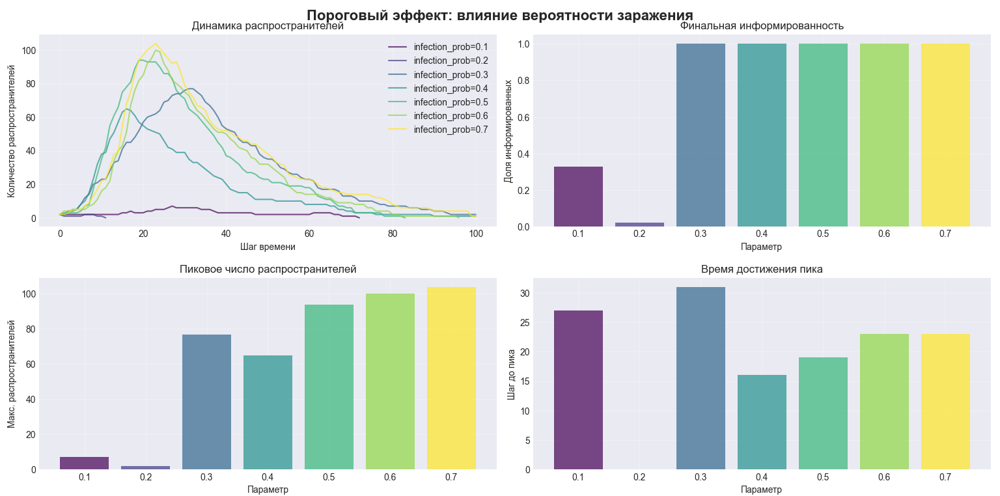 Пороговый эффект: влияние вероятности заражения
Динамика распространителей
Количество распространителей
100
80
60
40
20
0
infection_prob=0.1
infection_prob=0.2
infection_prob=0.3
infection_prob=0.4
infection_prob=0.5
infection_prob=0.6
infection_prob=0.7
0 20 40 60 80 100
Шаг времени
Финальная информированность
Доля информированных
1.0
0.8
0.6
0.4
0.2
0.0
0.1 0.2 0.3 0.4 0.5 0.6 0.7
Параметр
Пиковое число распространителей
Макс. распространителей
100
80
60
40
20
0
0.1 0.2 0.3 0.4 0.5 0.6 0.7
Параметр
Время достижения пика
Шаг до пика
30
25
20
15
10
5
0
0.1 0.2 0.3 0.4 0.5 0.6 0.7
Параметр